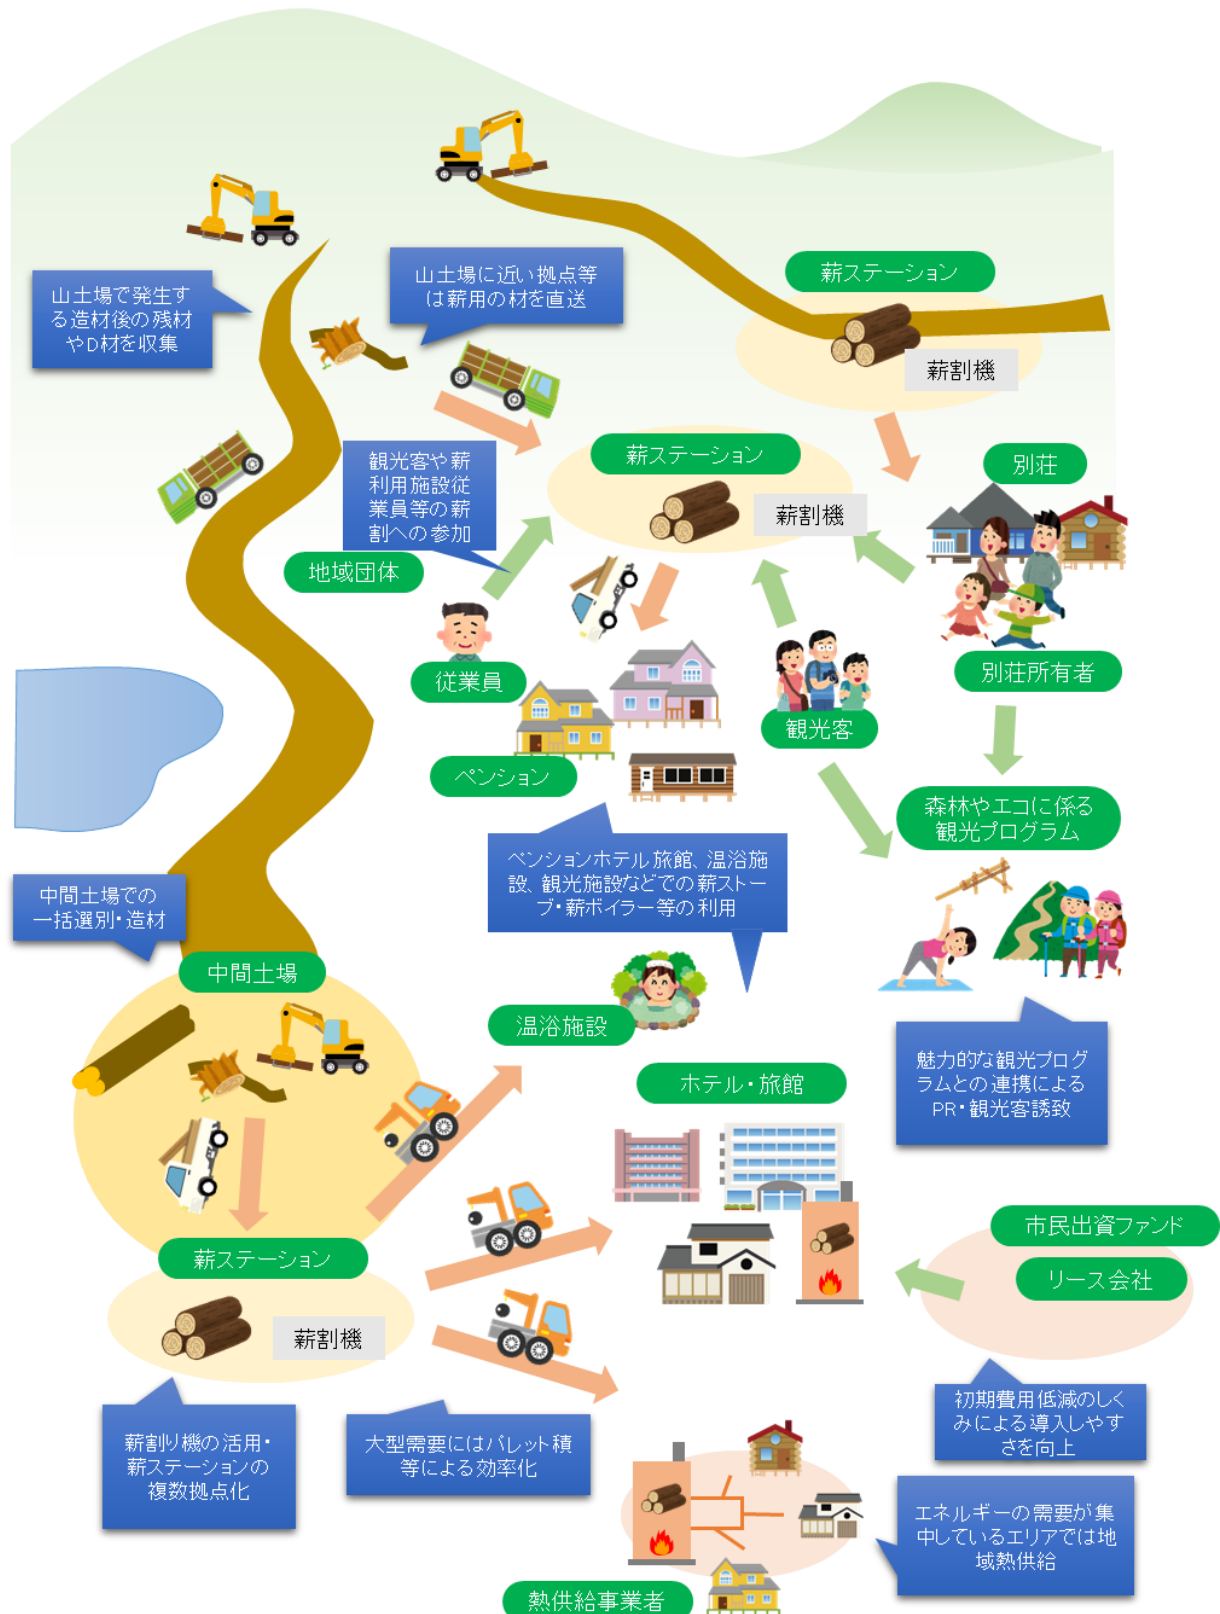 薪ステーション
山土場に近い拠点等
は薪用の材を直送
山土場で発生す
る造材後の残材
やD材を収集
薪割機
薪ステーション
別荘
観光客や薪
利用施設従
業員等の薪
割への参加
薪割機
地域団体
従業員
別荘所有者
観光客
ペンション
森林やエコに係る
観光プログラム
ペンションホテル旅館、温浴施
設、観光施設などでの薪ストー
ブ・薪ボイラー等の利用
中間土場での
一括選別・造材
中間土場
温浴施設
魅力的な観光プログ
ラムとの連携による
PR・観光客誘致
ホテル・旅館
市民出資ファンド
リース会社
薪ステーション
薪割機
初期費用低減のしく
みによる導入しやす
さを向上
薪割り機の活用・
薪ステーションの
複数拠点化
大型需要にはパレット積
等による効率化
エネルギーの需要が集
中しているエリアでは地
域熱供給
熱供給事業者